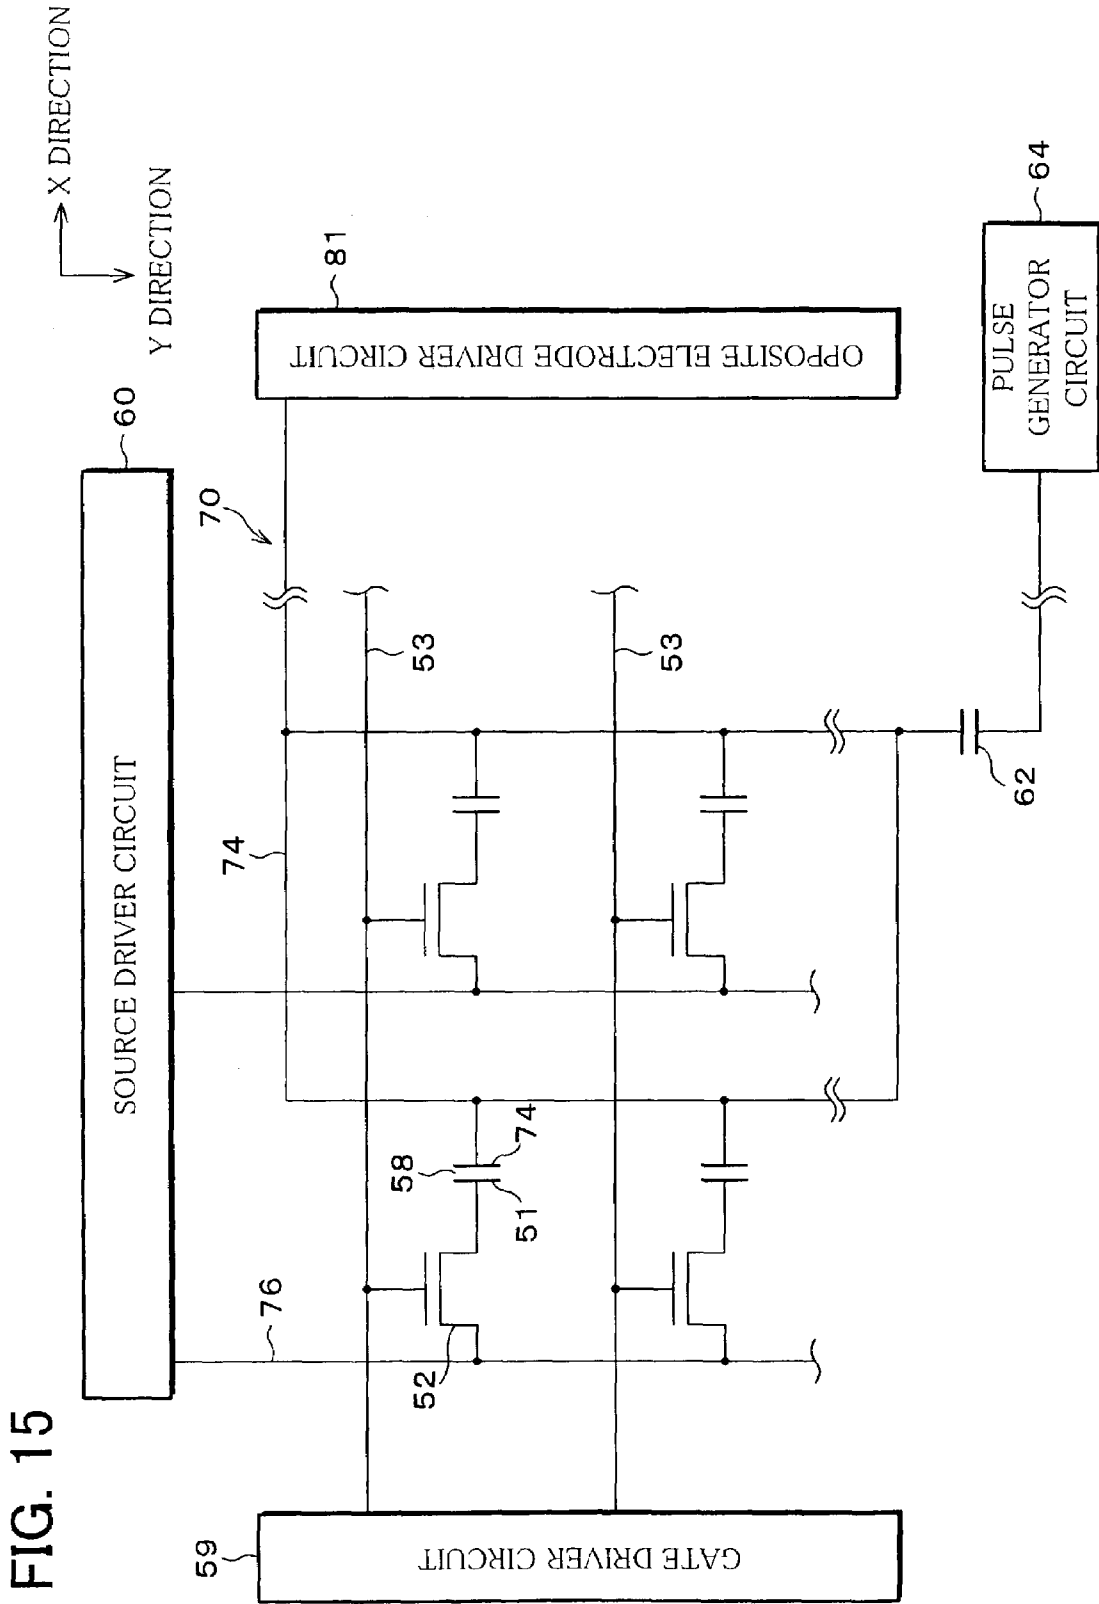 FIG. 15
X DIRECTION
Y DIRECTION
60
SOURCE DRIVER CIRCUIT
70
81
OPPOSITE ELECTRODE DRIVER CIRCUIT
76
74
53
52
58
74
51
53
59
GATE DRIVER CIRCUIT
62
64
PULSE
GENERATOR
CIRCUIT